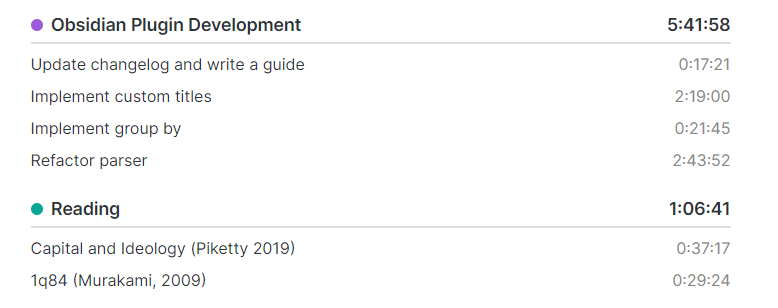 Obsidian Plugin Development 5:41:58
Update changelog and write a guide 0:17:21
Implement custom titles 2:19:00
Implement group by 0:21:45
Refactor parser 2:43:52
Reading 1:06:41
Capital and Ideology (Piketty 2019) 0:37:17
1q84 (Murakami, 2009) 0:29:24